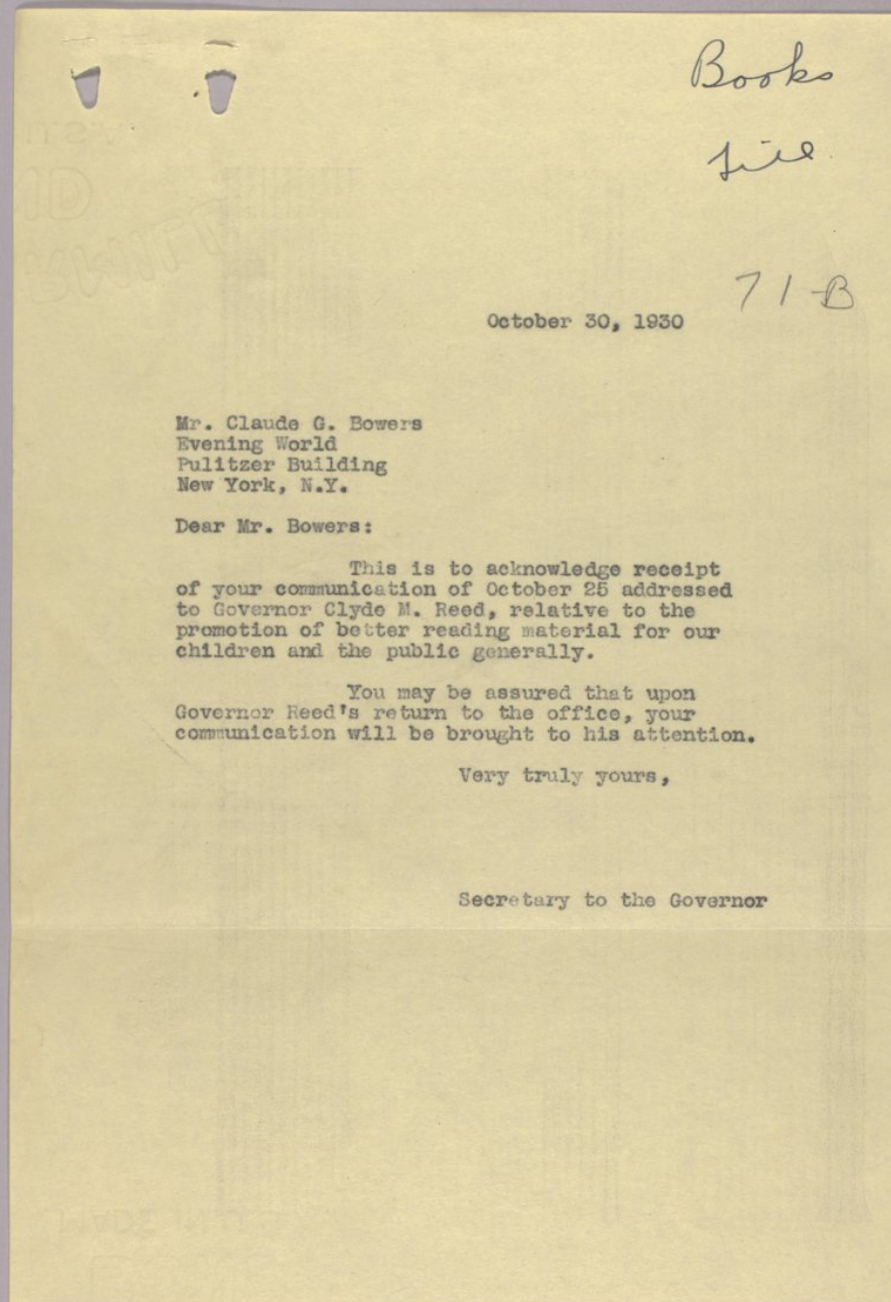 Books
file
71-B
October 30, 1930
Mr. Claude G. Bowers
Evening World
Pulitzer Building
New York, N.Y.
Dear Mr. Bowers:
This is to acknowledge receipt
of your communication of October 25 addressed
to Governor Clyde M. Reed, relative to the
promotion of better reading material for our
children and the public generally.
You may be assured that upon
Governor Reed's return to the office, your
communication will be brought to his attention.
Very truly yours,
Secretary to the Governor